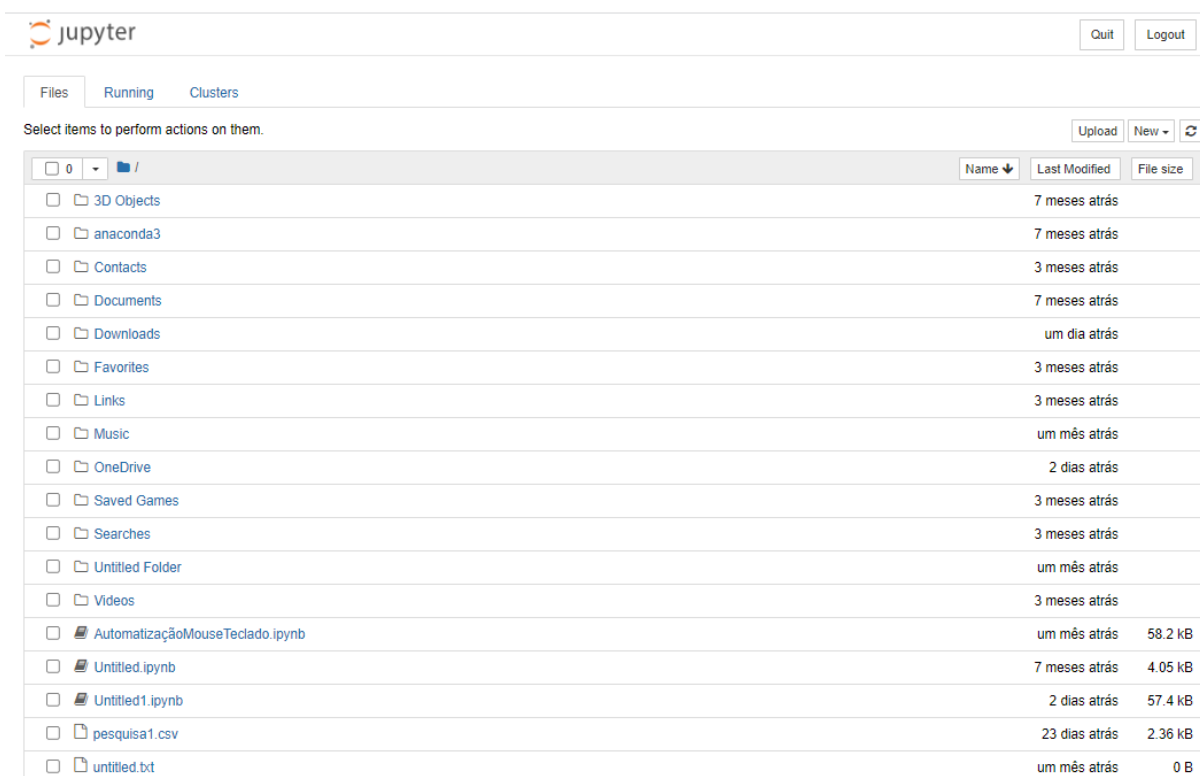 jupyter Quit Logout
Files Running Clusters
Select items to perform actions on them. Upload New
0 / Name Last Modified File size
3D Objects 7 meses atrás
anaconda3 7 meses atrás
Contacts 3 meses atrás
Documents 7 meses atrás
Downloads um dia atrás
Favorites 3 meses atrás
Links 3 meses atrás
Music um mês atrás
OneDrive 2 dias atrás
Saved Games 3 meses atrás
Searches 3 meses atrás
Untitled Folder um mês atrás
Videos 3 meses atrás
AutomatizaçãoMouseTeclado.ipynb um mês atrás 58.2 kB
Untitled.ipynb 7 meses atrás 4.05 kB
Untitled1.ipynb 2 dias atrás 57.4 kB
pesquisa1.csv 23 dias atrás 2.36 kB
untitled.txt um mês atrás 0 B